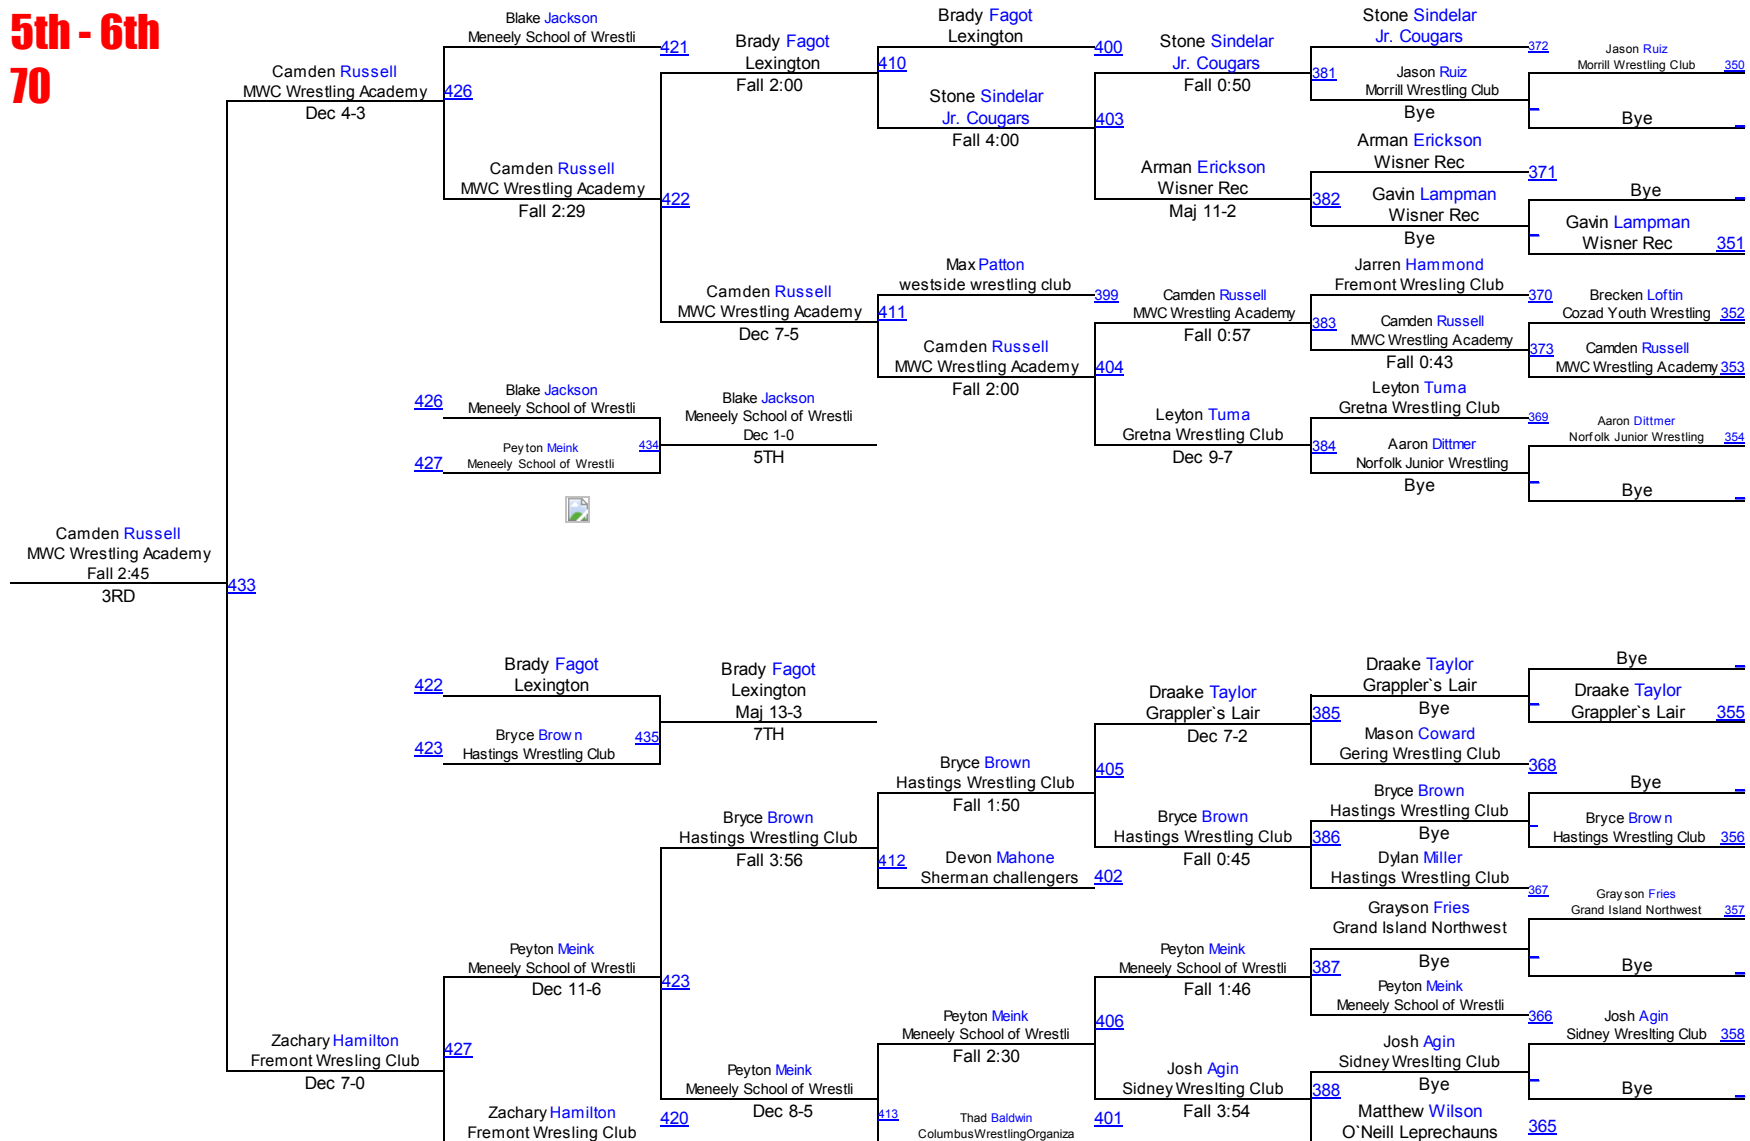 5th - 6th
70
Camden Russell
MWC Wrestling Academy
Dec 4-3
Camden Russell
MWC Wrestling Academy
Fall 2:45
3RD
433
Zachary Hamilton
Fremont Wresling Club
Dec 7-0
Blake Jackson
Meneely School of Wrestli
421
426
Camden Russell
MWC Wrestling Academy
Fall 2:29
422
426
Blake Jackson
Meneely School of Wrestli
427
Peyton Meink
Meneely School of Wrestli
434
Blake Jackson
Meneely School of Wrestli
Dec 1-0
5TH
422
Brady Fagot
Lexington
423
Bryce Brown
Hastings Wrestling Club
435
Brady Fagot
Lexington
Maj 13-3
7TH
Peyton Meink
Meneely School of Wrestli
Dec 11-6
423
427
Zachary Hamilton
Fremont Wresling Club
420
Brady Fagot
Lexington
Fall 2:00
410
Camden Russell
MWC Wrestling Academy
Dec 7-5
411
Bryce Brown
Hastings Wrestling Club
Fall 3:56
412
Peyton Meink
Meneely School of Wrestli
Dec 8-5
413
Brady Fagot
Lexington
400
Stone Sindelar
Jr. Cougars
Fall 4:00
403
Max Patton
westside wrestling club
399
Camden Russell
MWC Wrestling Academy
Fall 2:00
404
Bryce Brown
Hastings Wrestling Club
Fall 1:50
405
Devon Mahone
Sherman challengers
402
Peyton Meink
Meneely School of Wrestli
Fall 2:30
406
Thad Baldwin
ColumbusWrestlingOrganiza
401
Stone Sindelar
Jr. Cougars
Fall 0:50
381
Arman Erickson
Wisner Rec
Maj 11-2
382
Camden Russell
MWC Wrestling Academy
Fall 0:57
383
Leyton Tuma
Gretna Wrestling Club
Dec 9-7
384
Draake Taylor
Grappler`s Lair
Dec 7-2
385
Bryce Brown
Hastings Wrestling Club
Fall 0:45
386
Peyton Meink
Meneely School of Wrestli
Fall 1:46
387
Josh Agin
Sidney Wreslting Club
Fall 3:54
388
Stone Sindelar
Jr. Cougars
372
Jason Ruiz
Morrill Wrestling Club
Bye
Arman Erickson
Wisner Rec
371
Gavin Lampman
Wisner Rec
Bye
Jarren Hammond
Fremont Wresling Club
370
Camden Russell
MWC Wrestling Academy
Fall 0:43
373
Leyton Tuma
Gretna Wrestling Club
369
Aaron Dittmer
Norfolk Junior Wrestling
Bye
Draake Taylor
Grappler`s Lair
Bye
Mason Coward
Gering Wrestling Club
368
Bryce Brown
Hastings Wrestling Club
Bye
Dylan Miller
Hastings Wrestling Club
367
Grayson Fries
Grand Island Northwest
Bye
Peyton Meink
Meneely School of Wrestli
366
Josh Agin
Sidney Wreslting Club
Bye
Matthew Wilson
O`Neill Leprechauns
365
Jason Ruiz
Morrill Wrestling Club
350
Bye
Bye
Gavin Lampman
Wisner Rec
351
Brecken Loftin
Cozad Youth Wrestling
352
Camden Russell
MWC Wrestling Academy
353
Aaron Dittmer
Norfolk Junior Wrestling
354
Bye
Bye
Draake Taylor
Grappler`s Lair
355
Bye
Bryce Brown
Hastings Wrestling Club
356
Grayson Fries
Grand Island Northwest
357
Bye
Josh Agin
Sidney Wreslting Club
358
Bye